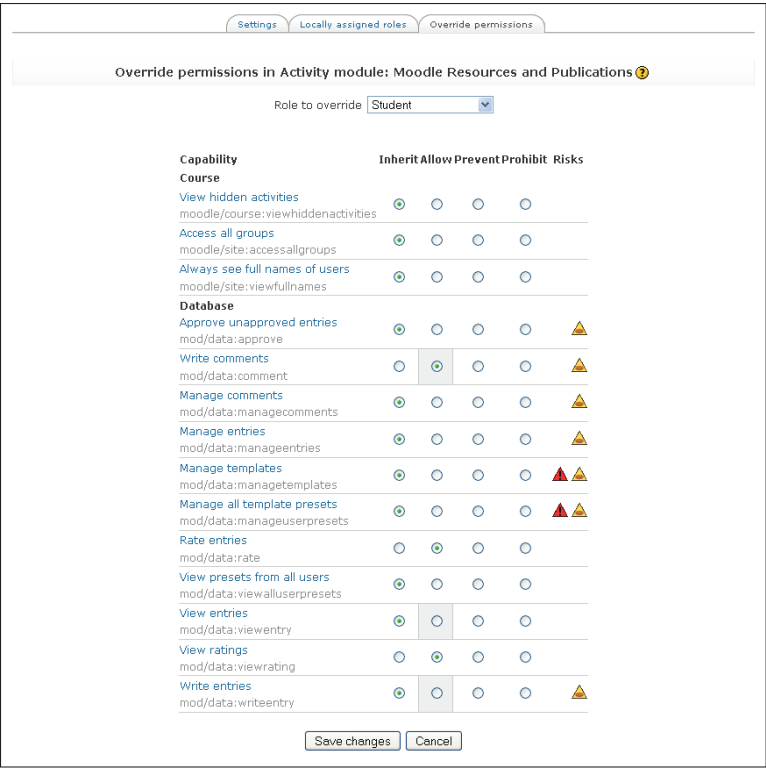 Settings Locally assigned roles Override permissions
Override permissions in Activity module: Moodle Resources and Publications ?
Role to override Student
Capability Inherit Allow Prevent Prohibit Risks
Course
View hidden activities
moodle/course:viewhiddenactivities
Access all groups
moodle/site:accessallgroups
Always see full names of users
moodle/site:viewfullnames
Database
Approve unapproved entries
mod/data:approve
Write comments
mod/data:comment
Manage comments
mod/data:managecomments
Manage entries
mod/data:manageentries
Manage templates
mod/data:managetemplates
Manage all template presets
mod/data:manageuserpresets
Rate entries
mod/data:rate
View presets from all users
mod/data:viewalluserpresets
View entries
mod/data:viewentry
View ratings
mod/data:viewrating
Write entries
mod/data:writeentry
Save changes Cancel